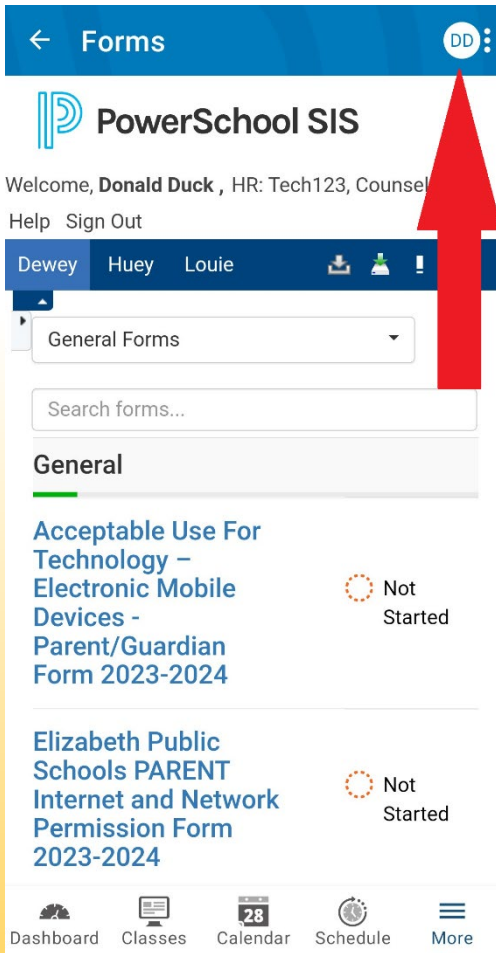 Forms
DD
PowerSchool SIS
Welcome, Donald Duck , HR: Tech123,
Help Sign Out
Dewey Huey Louie
General Forms
Search forms...
General
Acceptable Use For
Technology –
Electronic Mobile
Devices -
Parent/Guardian
Form 2023-2024
Not
Started
Elizabeth Public
Schools PARENT
Internet and Network
Permission Form
2023-2024
Not
Started
28
Dashboard Classes Calendar Schedule More